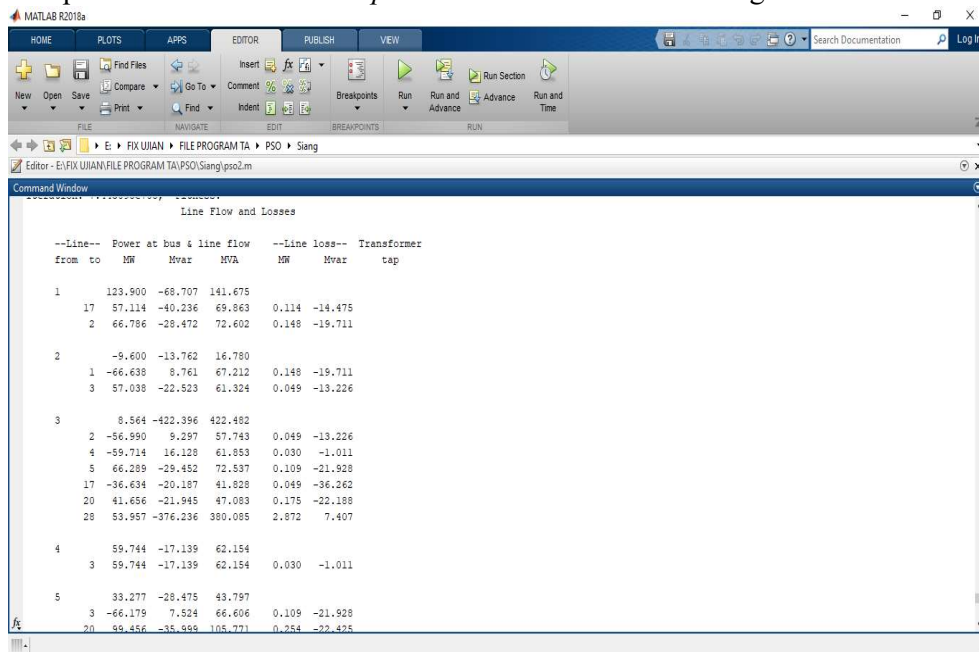 MATLAB R2018a
HOME PLOTS APPS EDITOR PUBLISH VIEW Search Documentation Log In
New Open Save Find Files Compare Print Go To Find Insert fx Comment % Indent Breakpoints Run Run and Advance Run Section Advance Run and Time
FILE NAVIGATE EDIT BREAKPOINTS RUN
E: FIX UJIAN FILE PROGRAM TA PSO Siang
Editor - E:\FIX UJIAN\FILE PROGRAM TA\PSO\Siang\pso2.m
Command Window
Line Flow and Losses
--Line-- Power at bus & line flow --Line loss-- Transformer
from to MW Mvar MVA MW Mvar tap
1 123.900 -68.707 141.675
17 57.114 -40.236 69.863 0.114 -14.475
2 66.786 -28.472 72.602 0.148 -19.711
2 -9.600 -13.762 16.780
1 -66.638 8.761 67.212 0.148 -19.711
3 57.038 -22.523 61.324 0.049 -13.226
3 8.564 -422.396 422.482
2 -56.990 9.297 57.743 0.049 -13.226
4 -59.714 16.128 61.853 0.030 -1.011
5 66.289 -29.452 72.537 0.109 -21.928
17 -36.634 -20.187 41.828 0.049 -36.262
20 41.656 -21.945 47.083 0.175 -22.188
28 53.957 -376.236 380.085 2.872 7.407
4 59.744 -17.139 62.154
3 59.744 -17.139 62.154 0.030 -1.011
5 33.277 -28.475 43.797
3 -66.179 7.524 66.606 0.109 -21.928
20 99.456 -35.999 105.771 0.254 -22.425
fx